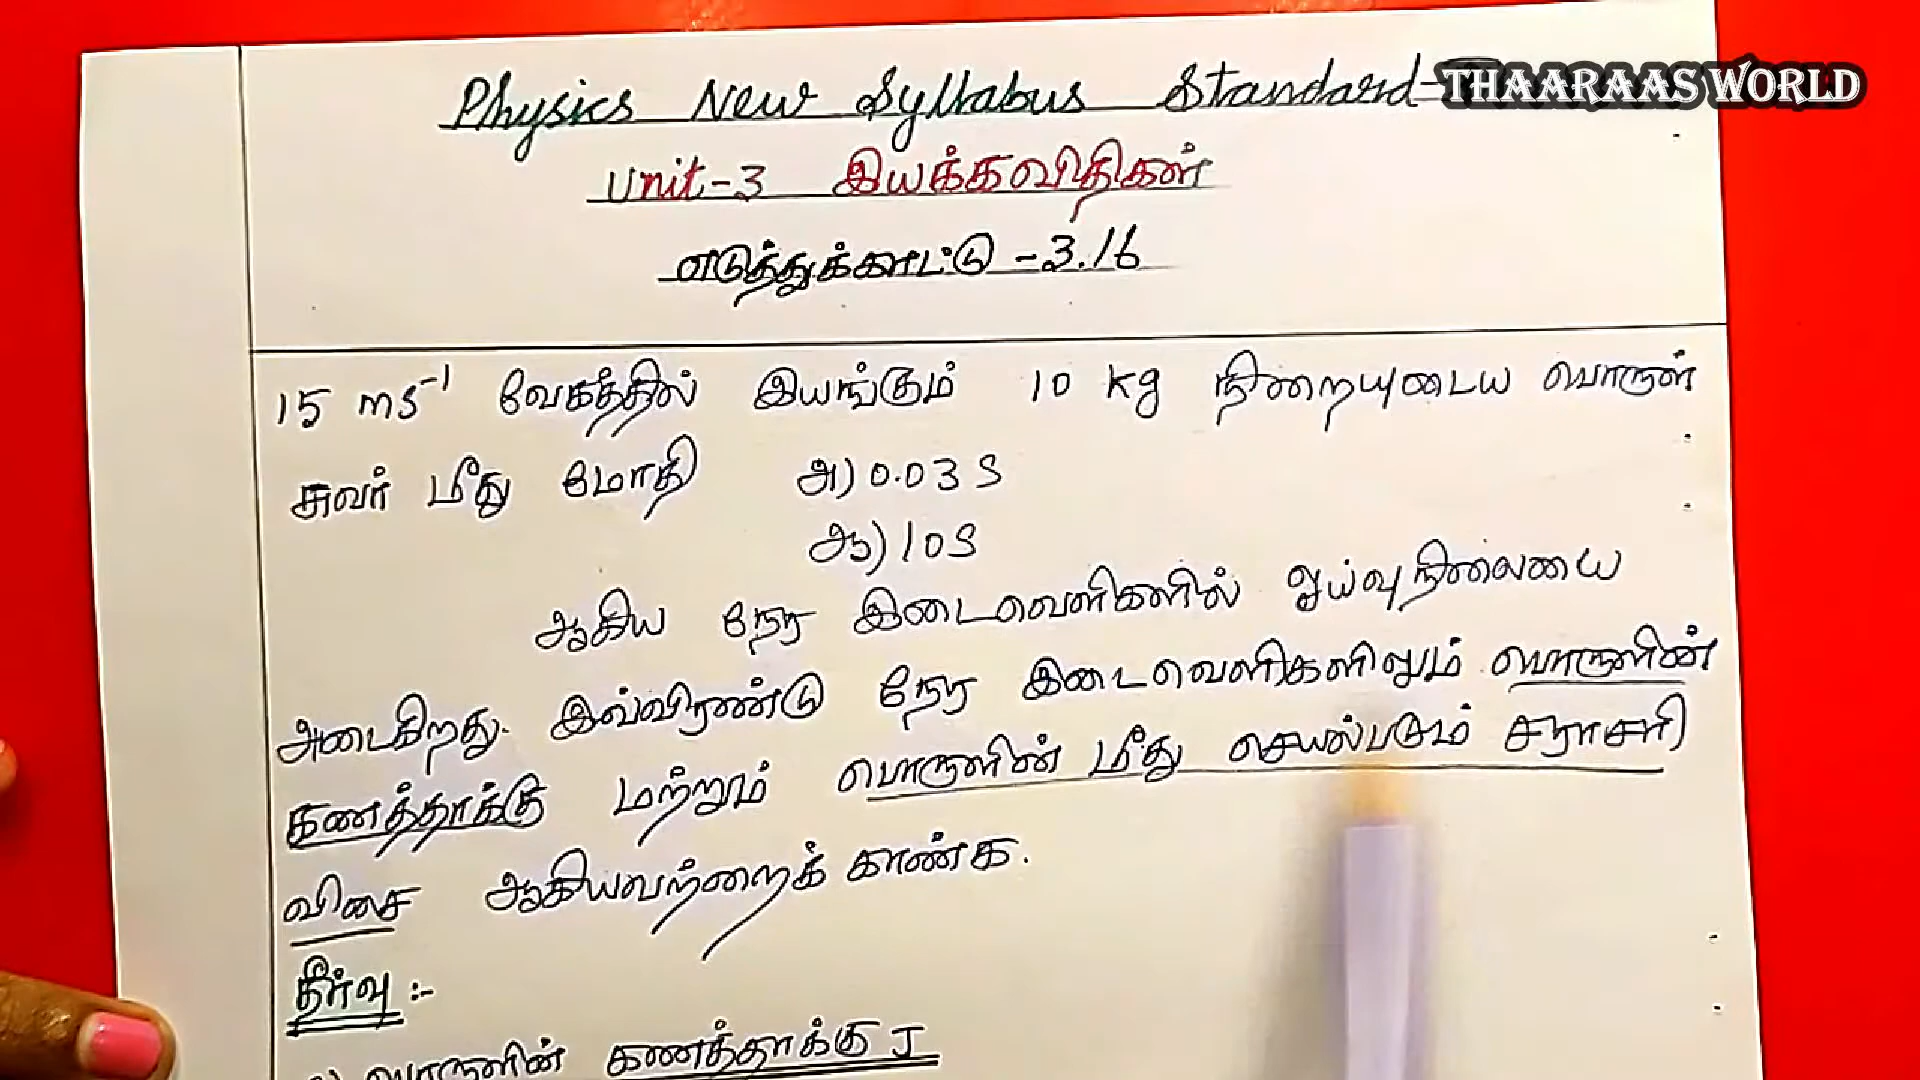 Physics New Syllabus Standard-
THAARAAS WORLD
Unit-3 இயக்கவிதிகள்
எடுத்துக்காட்டு -3.16
15 ms⁻¹ வேகத்தில் இயங்கும் 10 kg நிறையுடைய பொருள்
சுவர் மீது மோதி அ) 0.03 S
ஆ) 10 S
ஆகிய நேர இடைவெளிகளில் ஓய்வுநிலையை
அடைகிறது. இவ்விரண்டு நேர இடைவெளிகளிலும் பொருளின்
கணத்தாக்கு மற்றும் பொருளின் மீது செயல்படும் சராசரி
விசை ஆகியவற்றைக் காண்க.
தீர்வு :-
பொருளின் கணத்தாக்கு J